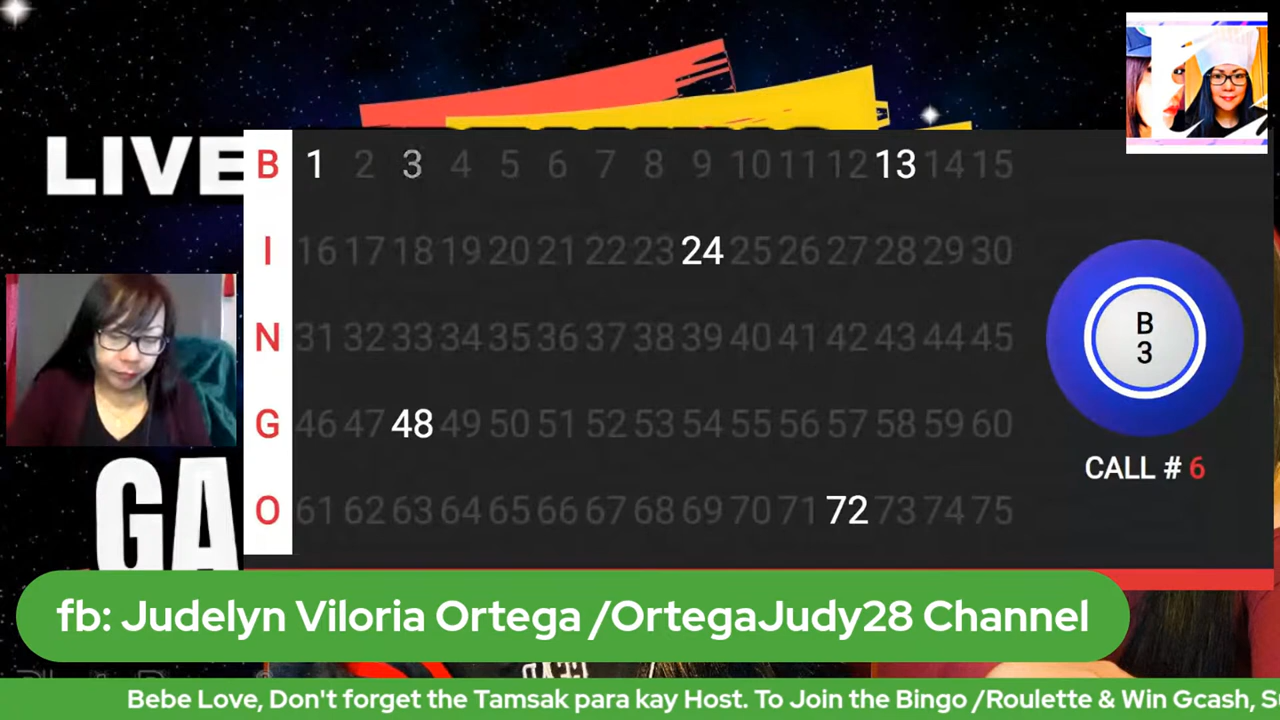 LIVE
B 1 2 3 4 5 6 7 8 9 10 11 12 13 14 15
I 16 17 18 19 20 21 22 23 24 25 26 27 28 29 30
N 31 32 33 34 35 36 37 38 39 40 41 42 43 44 45
G 46 47 48 49 50 51 52 53 54 55 56 57 58 59 60
O 61 62 63 64 65 66 67 68 69 70 71 72 73 74 75
B
3
CALL # 6
GA
fb: Judelyn Viloria Ortega /OrtegaJudy28 Channel
Bebe Love, Don't forget the Tamsak para kay Host. To Join the Bingo /Roulette & Win Gcash,